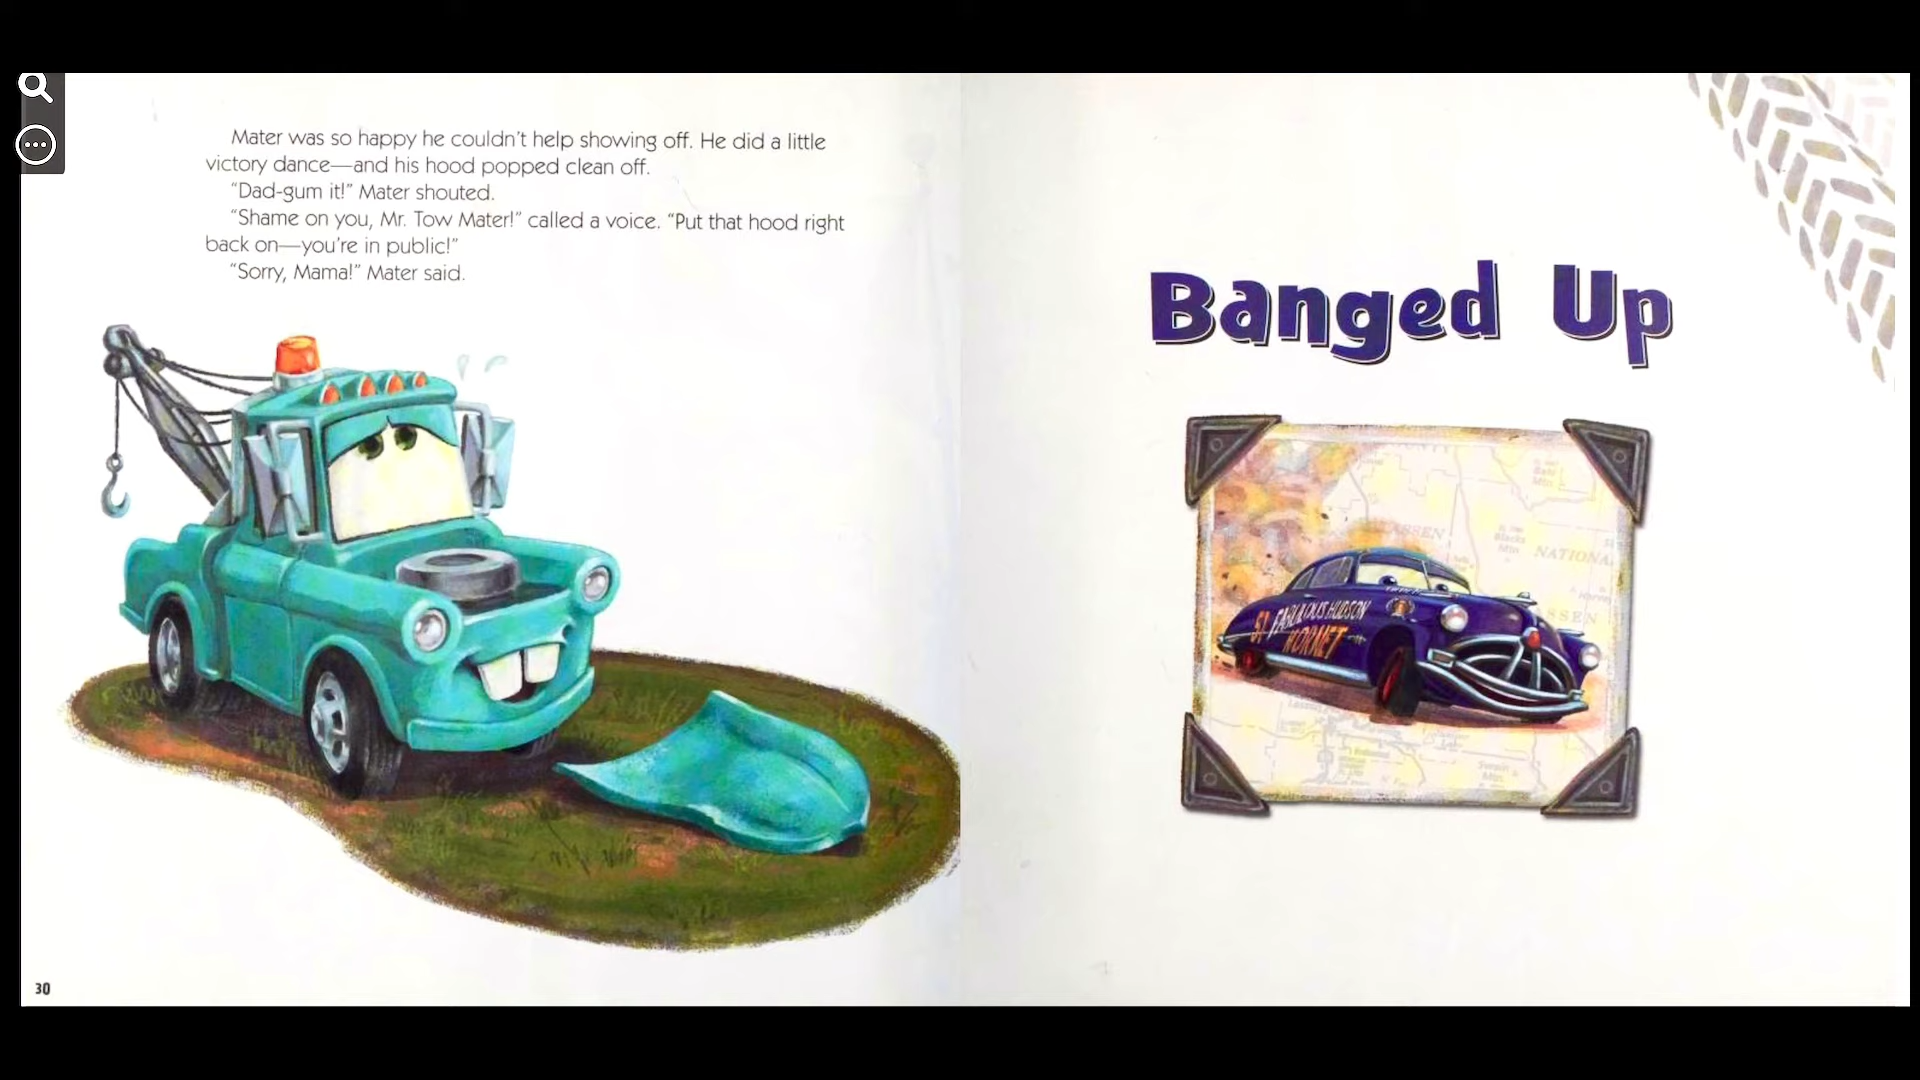 Mater was so happy he couldn't help showing off. He did a little
victory dance—and his hood popped clean off.
“Dad-gum it!” Mater shouted.
“Shame on you, Mr. Tow Mater!” called a voice. “Put that hood right
back on—you're in public!”
“Sorry, Mama!” Mater said.
30
Banged Up
NATIONA
51 FABULOUS HUDSON
HORNET